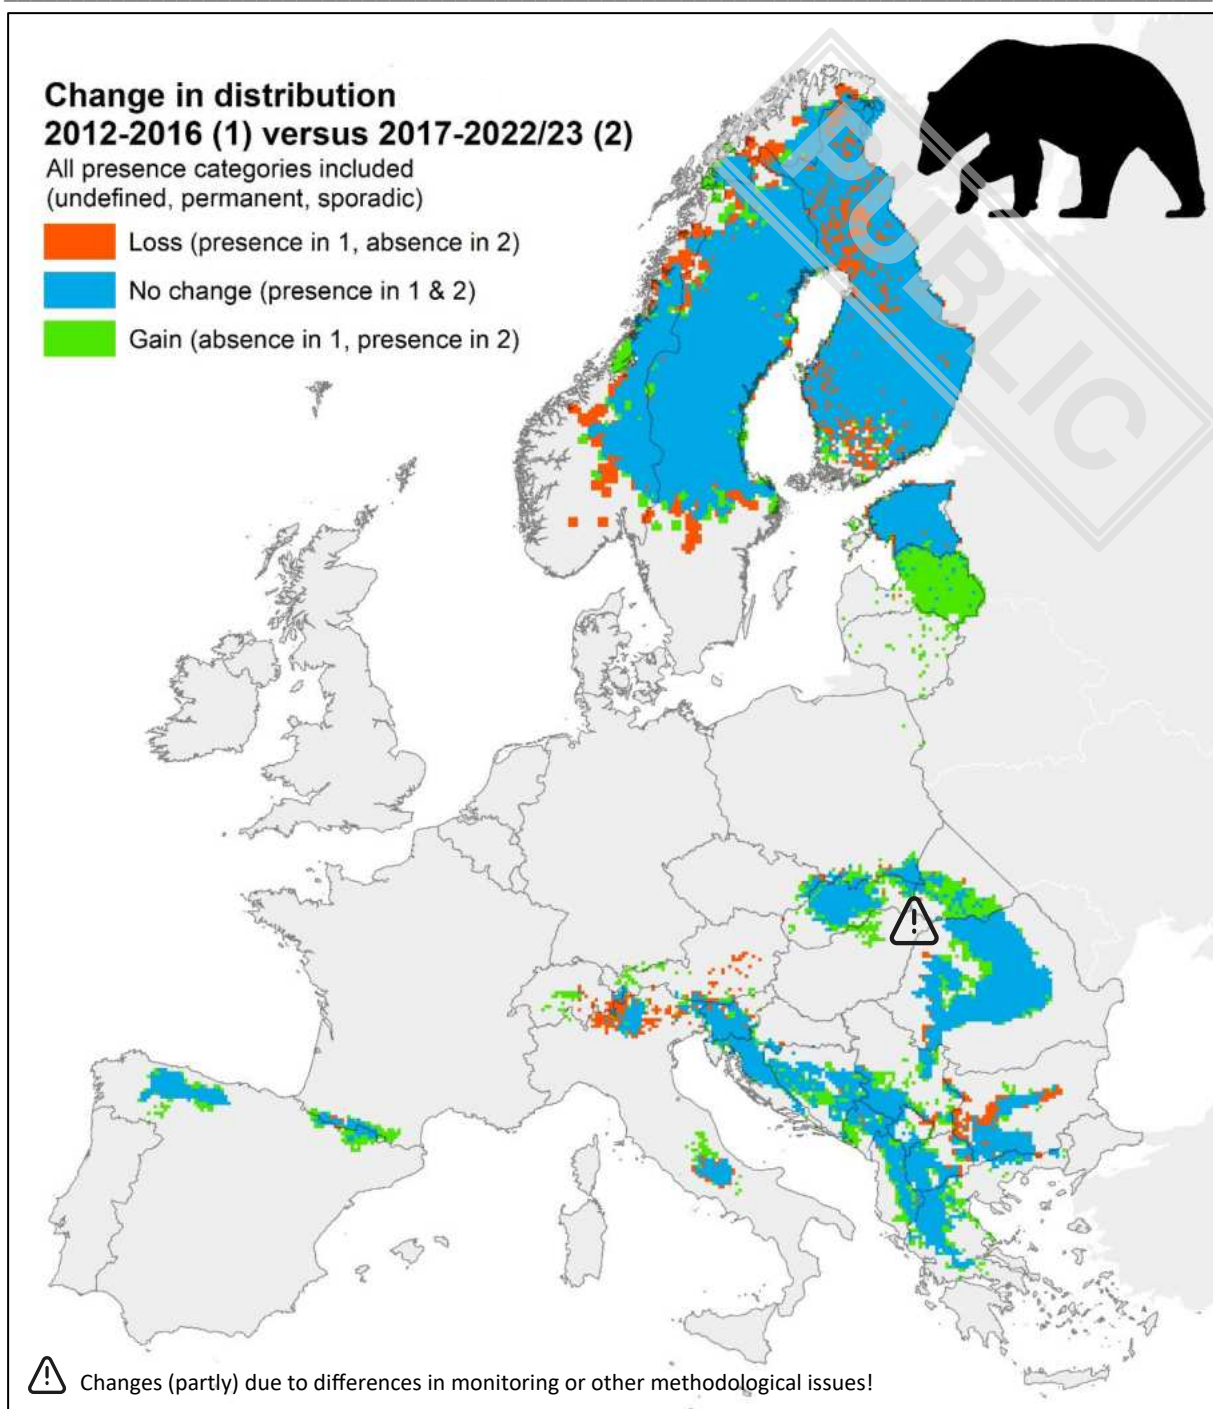 Change in distribution
2012-2016 (1) versus 2017-2022/23 (2)
All presence categories included
(undefined, permanent, sporadic)
Loss (presence in 1, absence in 2)
No change (presence in 1 & 2)
Gain (absence in 1, presence in 2)
PUBLIC
Changes (partly) due to differences in monitoring or other methodological issues!